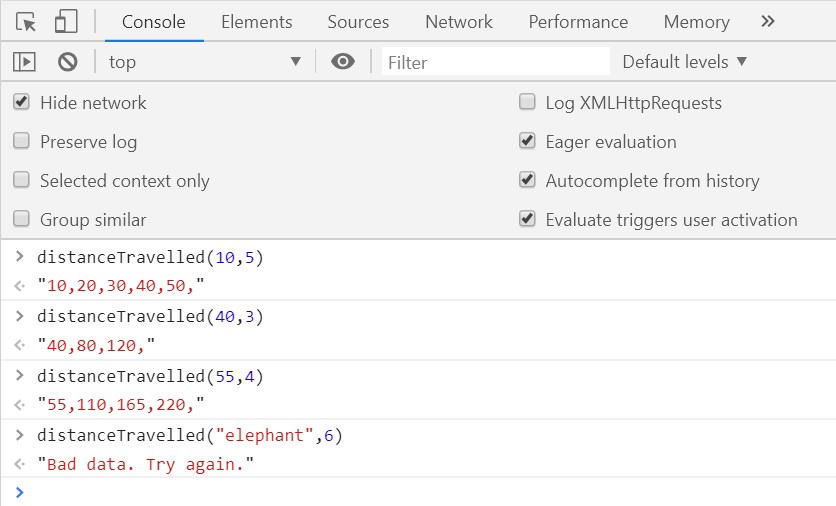 Console Elements Sources Network Performance Memory »
top ▼ Filter Default levels ▼
Hide network Log XMLHttpRequests
Preserve log Eager evaluation
Selected context only Autocomplete from history
Group similar Evaluate triggers user activation
> distanceTravelled(10,5)
"10,20,30,40,50,"
> distanceTravelled(40,3)
"40,80,120,"
> distanceTravelled(55,4)
"55,110,165,220,"
> distanceTravelled("elephant",6)
"Bad data. Try again."
>